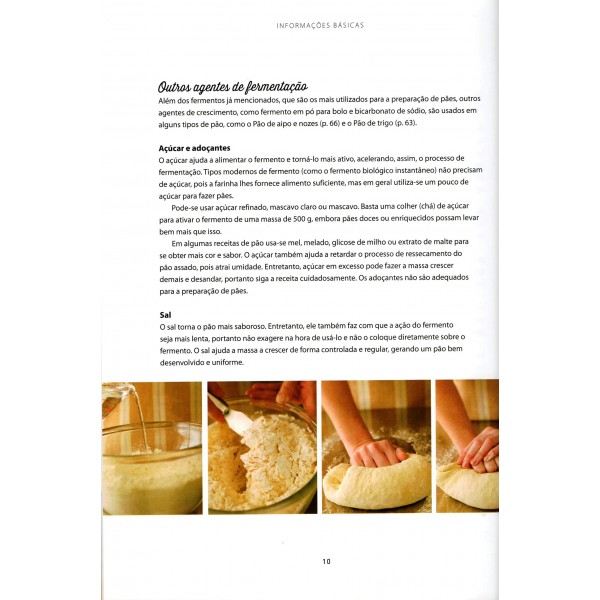 INFORMAÇÕES BÁSICAS
Outros agentes de fermentação
Além dos fermentos já mencionados, que são os mais utilizados para a preparação de pães, outros
agentes de crescimento, como fermento em pó para bolo e bicarbonato de sódio, são usados em
alguns tipos de pão, como o Pão de aipo e nozes (p. 66) e o Pão de trigo (p. 63).
Açúcar e adoçantes
O açúcar ajuda a alimentar o fermento e torná-lo mais ativo, acelerando, assim, o processo de
fermentação. Tipos modernos de fermento (como o fermento biológico instantâneo) não precisam
de açúcar, pois a farinha lhes fornece alimento suficiente, mas em geral utiliza-se um pouco de
açúcar para fazer pães.
Pode-se usar açúcar refinado, mascavo claro ou mascavo. Basta uma colher (chá) de açúcar
para ativar o fermento de uma massa de 500 g, embora pães doces ou enriquecidos possam levar
bem mais que isso.
Em algumas receitas de pão usa-se mel, melado, glicose de milho ou extrato de malte para
se obter mais cor e sabor. O açúcar também ajuda a retardar o processo de ressecamento do
pão assado, pois atrai umidade. Entretanto, açúcar em excesso pode fazer a massa crescer
demais e desandar, portanto siga a receita cuidadosamente. Os adoçantes não são adequados
para a preparação de pães.
Sal
O sal torna o pão mais saboroso. Entretanto, ele também faz com que a ação do fermento
seja mais lenta, portanto não exagere na hora de usá-lo e não o coloque diretamente sobre o
fermento. O sal ajuda a massa a crescer de forma controlada e regular, gerando um pão bem
desenvolvido e uniforme.
10